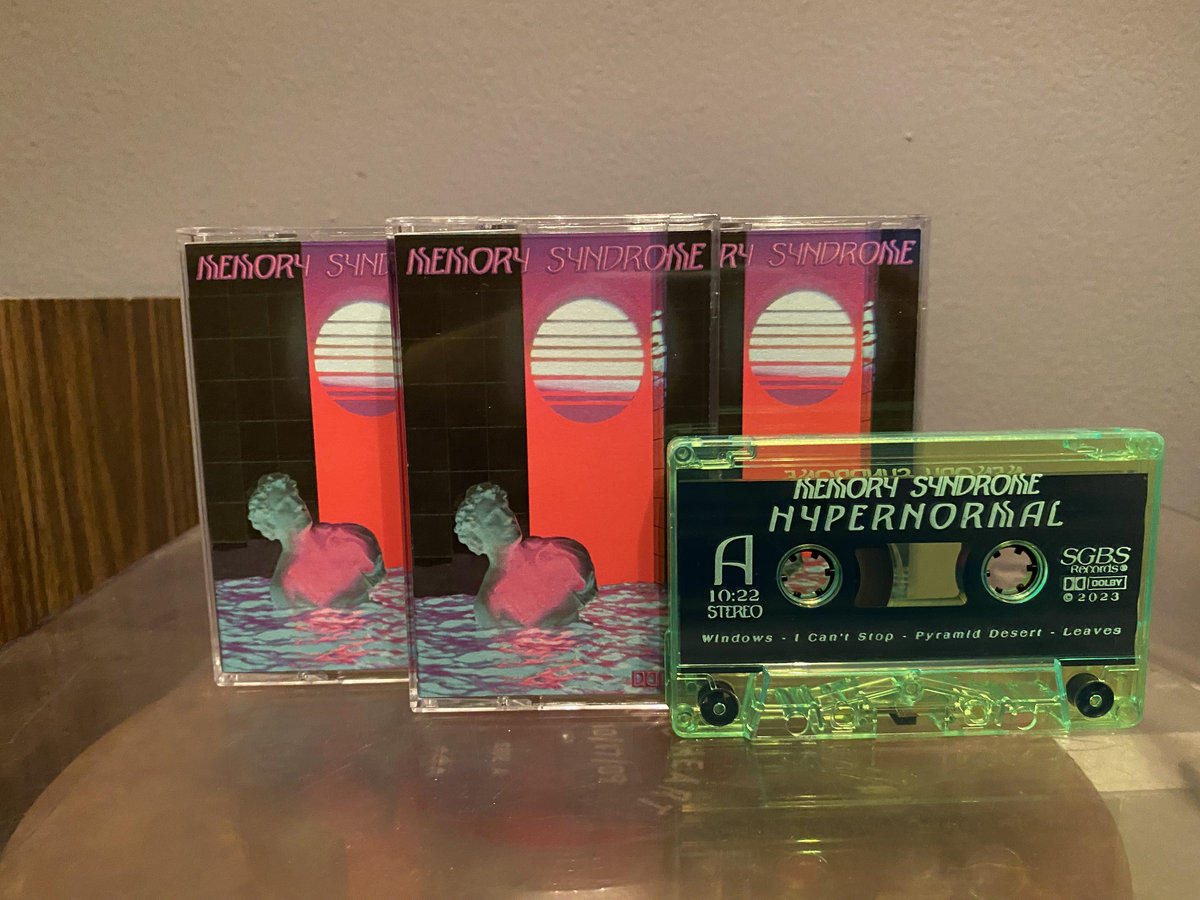 MEMORY SYND
MEMORY SYNDROME
RY SYNDROME
MEMORY SYNDROME
HYPERNORMAL
A
10:22
STEREO
SGBS
Records
DOLBY
© 2023
Windows - I Can't Stop - Pyramid Desert - Leaves